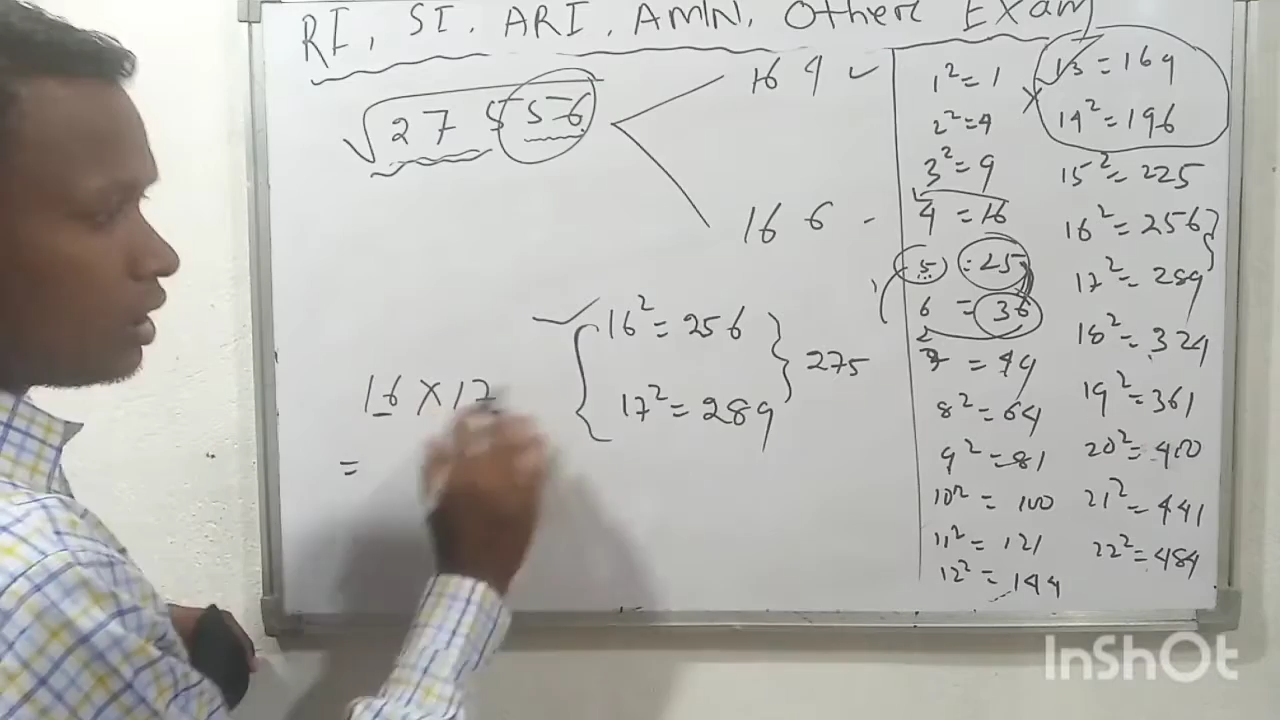 RI, SI, ARI, AMIN, Other Exam
√27556
164
166
16² = 256
17² = 289
275
16 × 17
=
1² = 1
2² = 4
3² = 9
4 = 16
5 = 25
6 = 36
7² = 49
8² = 64
9² = 81
10² = 100
11² = 121
12² = 144
13 = 169
14² = 196
15² = 225
16² = 256
17² = 289
18² = 324
19² = 361
20² = 400
21² = 441
22² = 484
InShOt